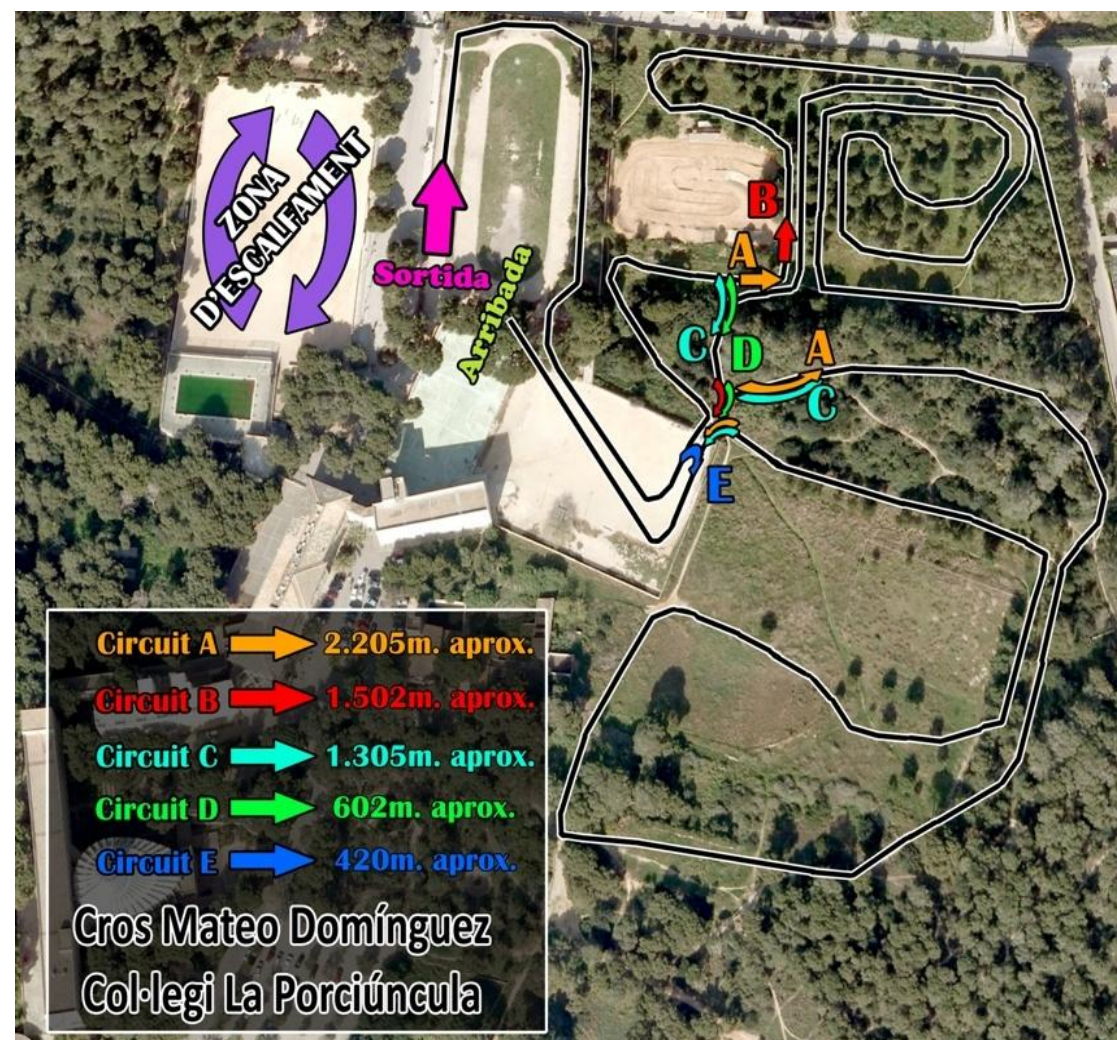 ZONA
D'ESCALFAMENT
Sortida
Arribada
B
A
C
D
A
C
E
Circuit A 2.205m. aprox.
Circuit B 1.502m. aprox.
Circuit C 1.305m. aprox.
Circuit D 602m. aprox.
Circuit E 420m. aprox.
Cros Mateo Domínguez
Col·legi La Porciúncula